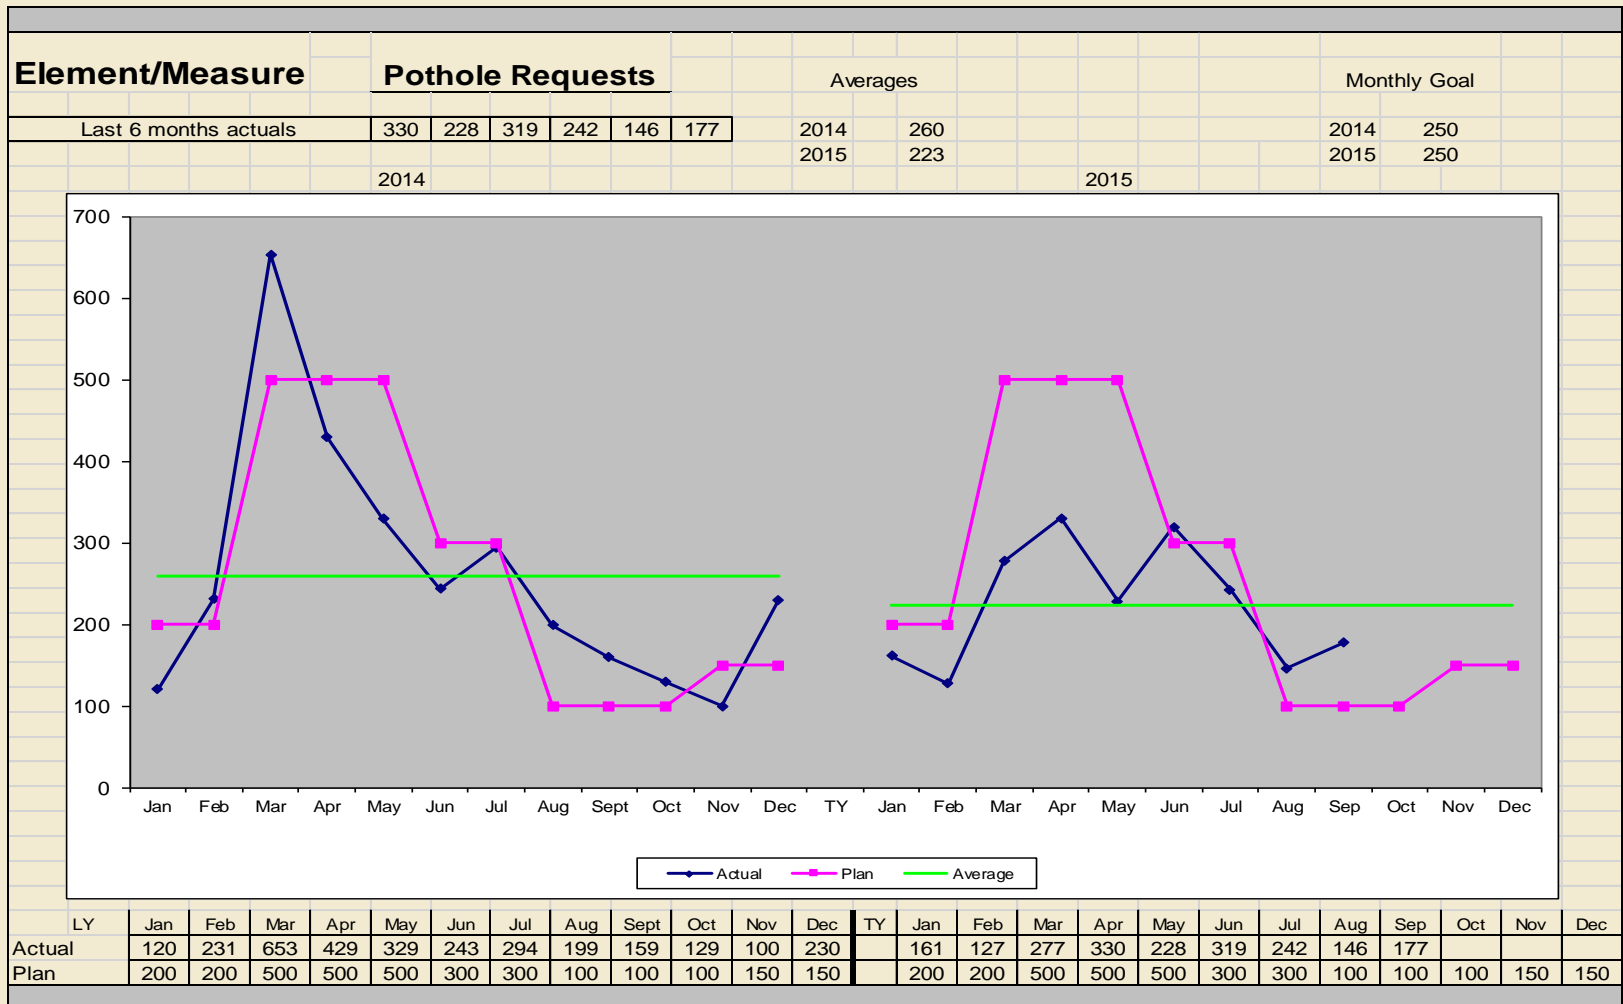 Element/Measure Pothole Requests Averages Monthly Goal
Last 6 months actuals 330 228 319 242 146 177 2014 260 2014 250
2015 223 2015 250
2014 2015
700
600
500
400
300
200
100
0
Jan Feb Mar Apr May Jun Jul Aug Sept Oct Nov Dec TY Jan Feb Mar Apr May Jun Jul Aug Sep Oct Nov Dec
Actual Plan Average
LY Jan Feb Mar Apr May Jun Jul Aug Sept Oct Nov Dec TY Jan Feb Mar Apr May Jun Jul Aug Sep Oct Nov Dec
Actual 120 231 653 429 329 243 294 199 159 129 100 230 161 127 277 330 228 319 242 146 177
Plan 200 200 500 500 500 300 300 100 100 100 150 150 200 200 500 500 500 300 300 100 100 100 150 150